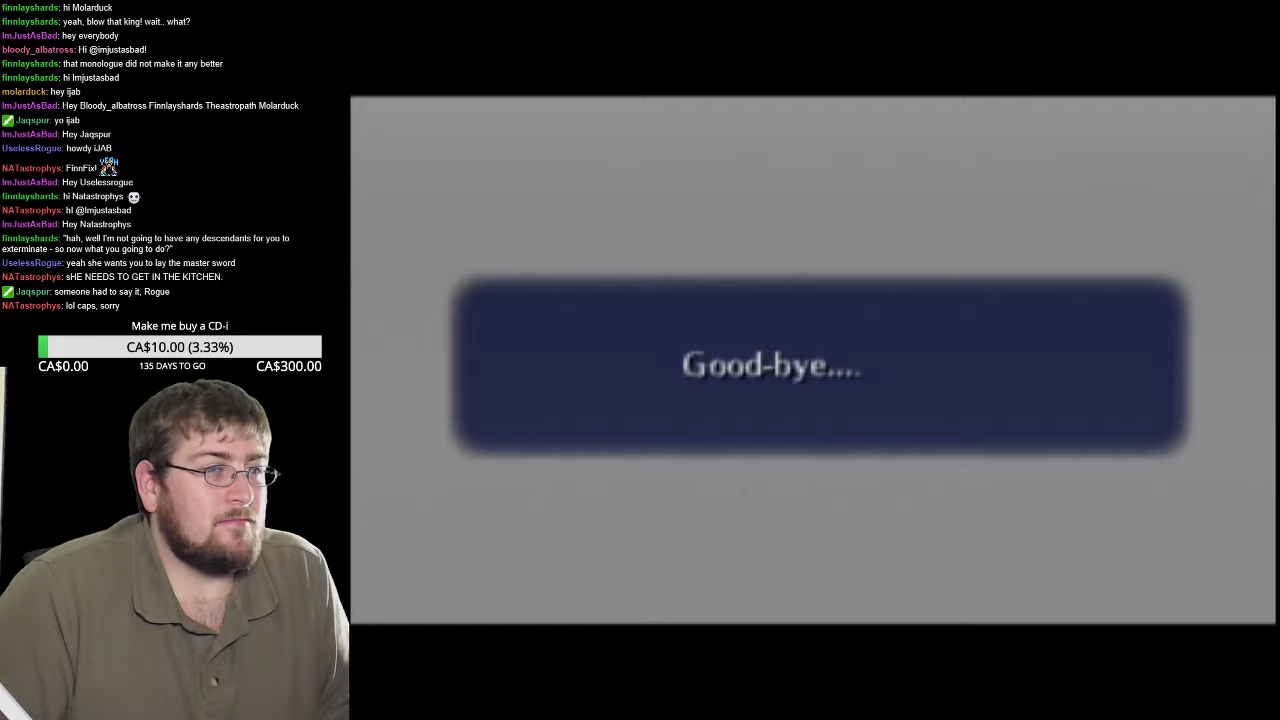 finnlayshards: hi Molarduck
finnlayshards: yeah, blow that king! wait.. what?
ImJustAsBad: hey everybody
bloody_albatross: Hi @imjustasbad!
finnlayshards: that monologue did not make it any better
finnlayshards: hi Imjustasbad
molarduck: hey ijab
ImJustAsBad: Hey Bloody_albatross Finnlayshards Theastropath Molarduck
Jaqspur: yo ijab
ImJustAsBad: Hey Jaqspur
UselessRogue: howdy iJAB
NATastrophys: FinnFix!
ImJustAsBad: Hey Uselessrogue
finnlayshards: hi Natastrophys
NATastrophys: hI @Imjustasbad
ImJustAsBad: Hey Natastrophys
finnlayshards: "hah, well I'm not going to have any descendants for you to
exterminate - so now what you going to do?"
UselessRogue: yeah she wants you to lay the master sword
NATastrophys: sHE NEEDS TO GET IN THE KITCHEN.
Jaqspur: someone had to say it, Rogue
NATastrophys: lol caps, sorry
Make me buy a CD-i
CA$10.00 (3.33%)
CA$0.00 135 DAYS TO GO CA$300.00
Good-bye....